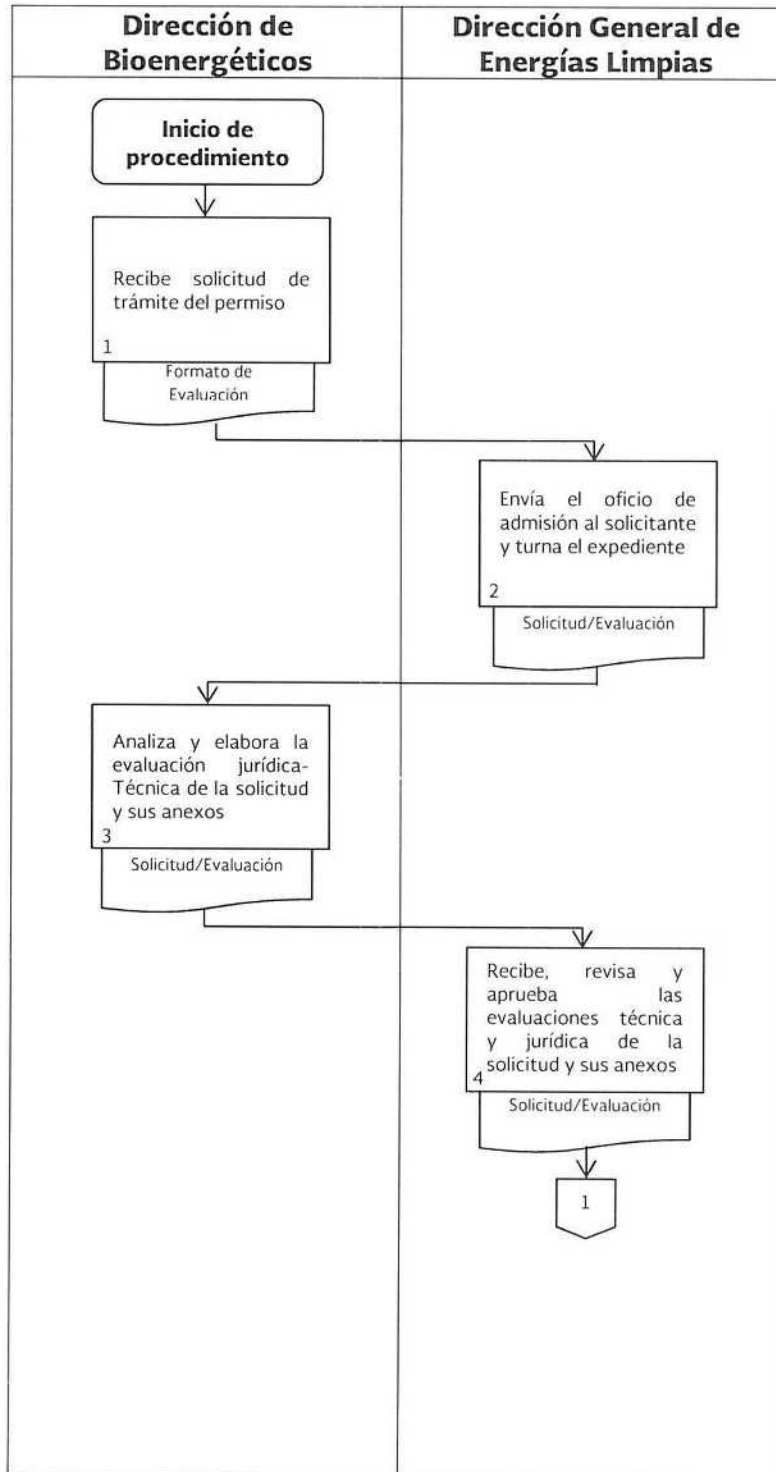 Dirección de
Bioenergéticos
Dirección General de
Energías Limpias
Inicio de
procedimiento
Recibe solicitud de
trámite del permiso
1
Formato de
Evaluación
Envía el oficio de
admisión al solicitante
y turna el expediente
2
Solicitud/Evaluación
Analiza y elabora la
evaluación jurídica-
Técnica de la solicitud
y sus anexos
3
Solicitud/Evaluación
Recibe, revisa y
aprueba las
evaluaciones técnica
y jurídica de la
solicitud y sus anexos
4
Solicitud/Evaluación
1